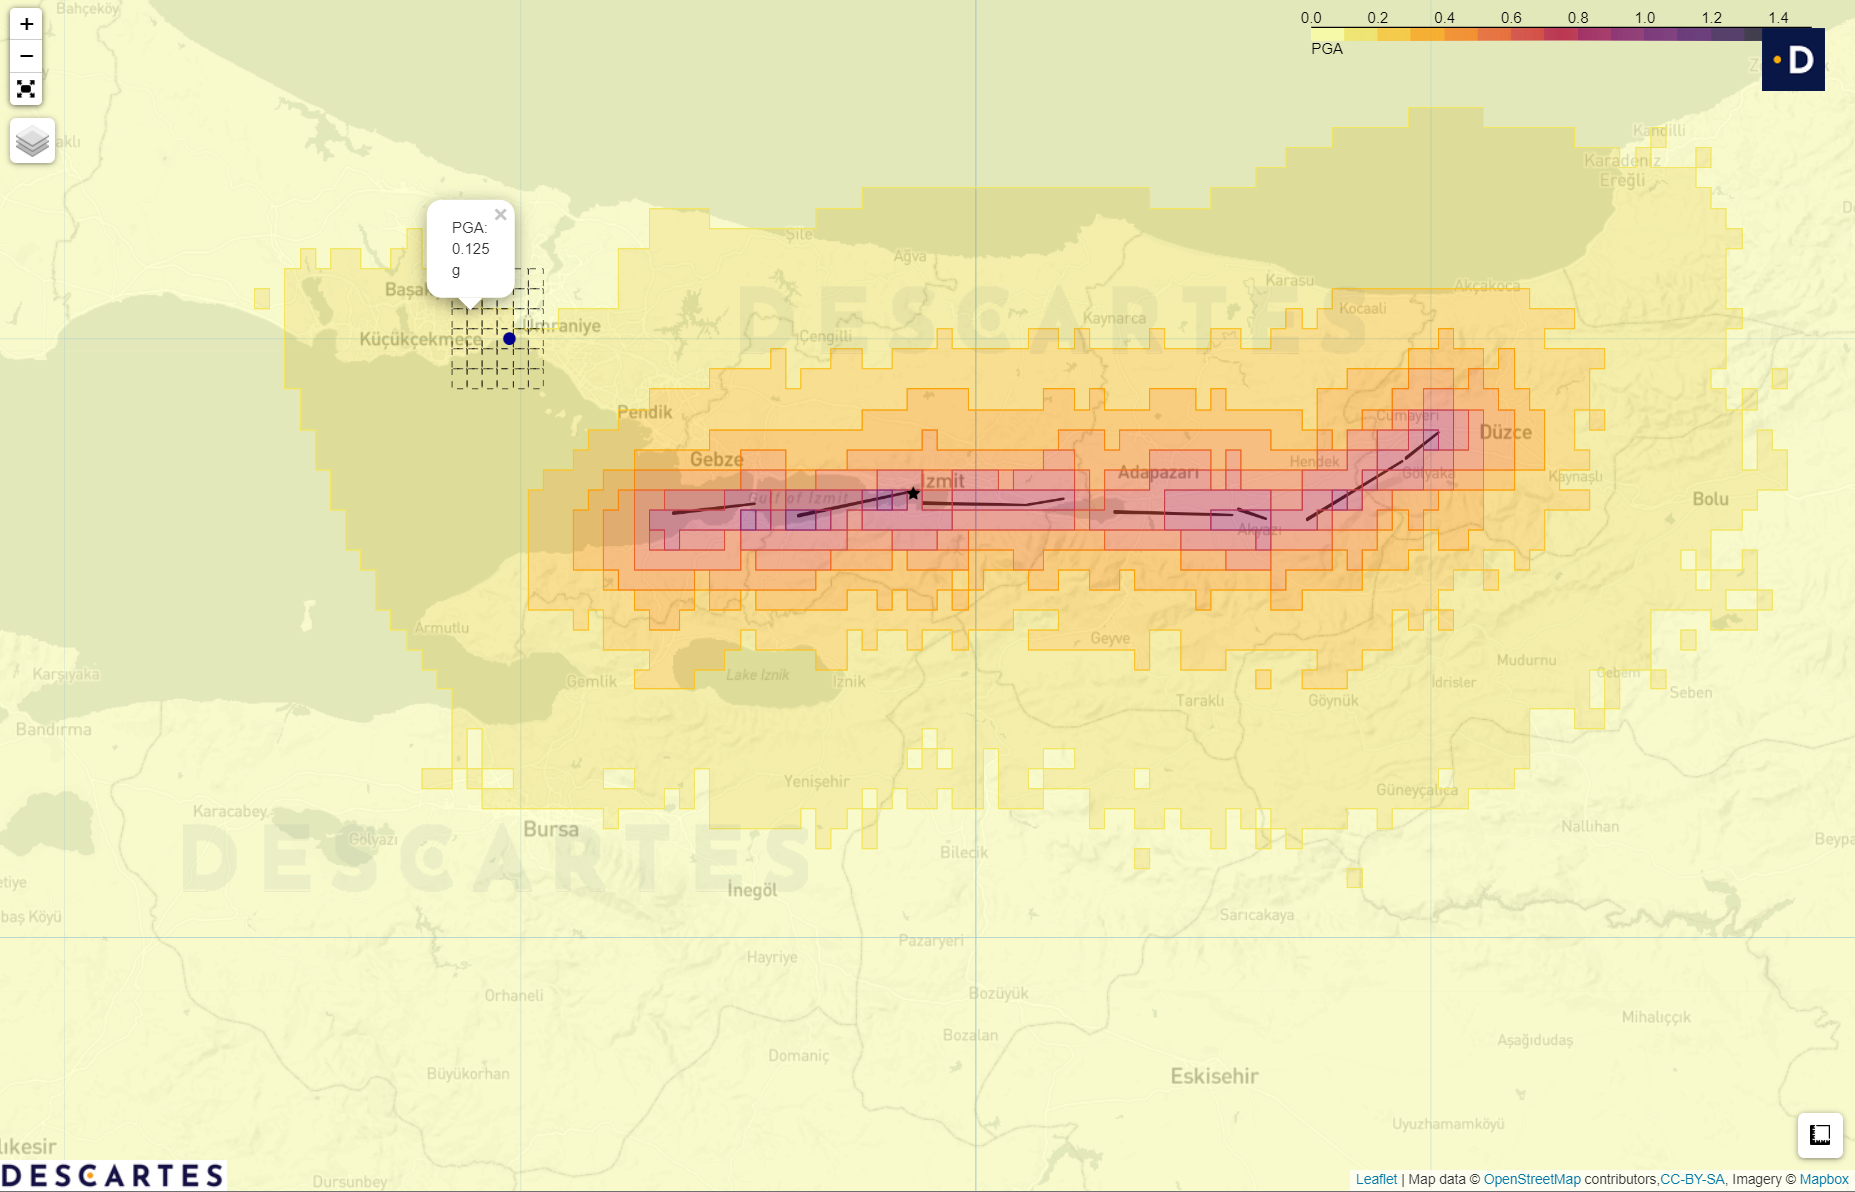 Bahçeköy
+
−
0.0 0.2 0.4 0.6 0.8 1.0 1.2 1.4
PGA
D
Kandilli
Karadeniz
Ereğli
PGA:
0.125
g
×
Şile
Ağva
Karasu
Akçakoca
Kocaali
Kaynarca
DESCARTES
Ümraniye
Küçükçekmece
Çengilli
Pendik
Cumayeri
Düzce
Gebze
Izmit
Adapazarı
Hendek
Gölyaka
Kaynaşlı
Gulf of Izmit
Bolu
Akyazı
Armutlu
Geyve
Mudurnu
Karşıyaka
Gemlik
Lake Iznik
Iznik
Taraklı
Göynük
Idrisler
Seben
Bandırma
Yenişehir
Güneyçalıca
Karacabey
Gölyazı
Bursa
DESCARTES
Bilecik
Nallıhan
İnegöl
Sarıcakaya
Pazaryeri
Hayriye
Orhaneli
Bozüyük
Mihalıççık
Bozalan
Aşağıdudaş
Domaniç
Büyükorhan
Eskisehir
Uyuzhamamköyü
Dursunbey
DESCARTES
Leaflet | Map data © OpenStreetMap contributors,CC-BY-SA, Imagery © Mapbox